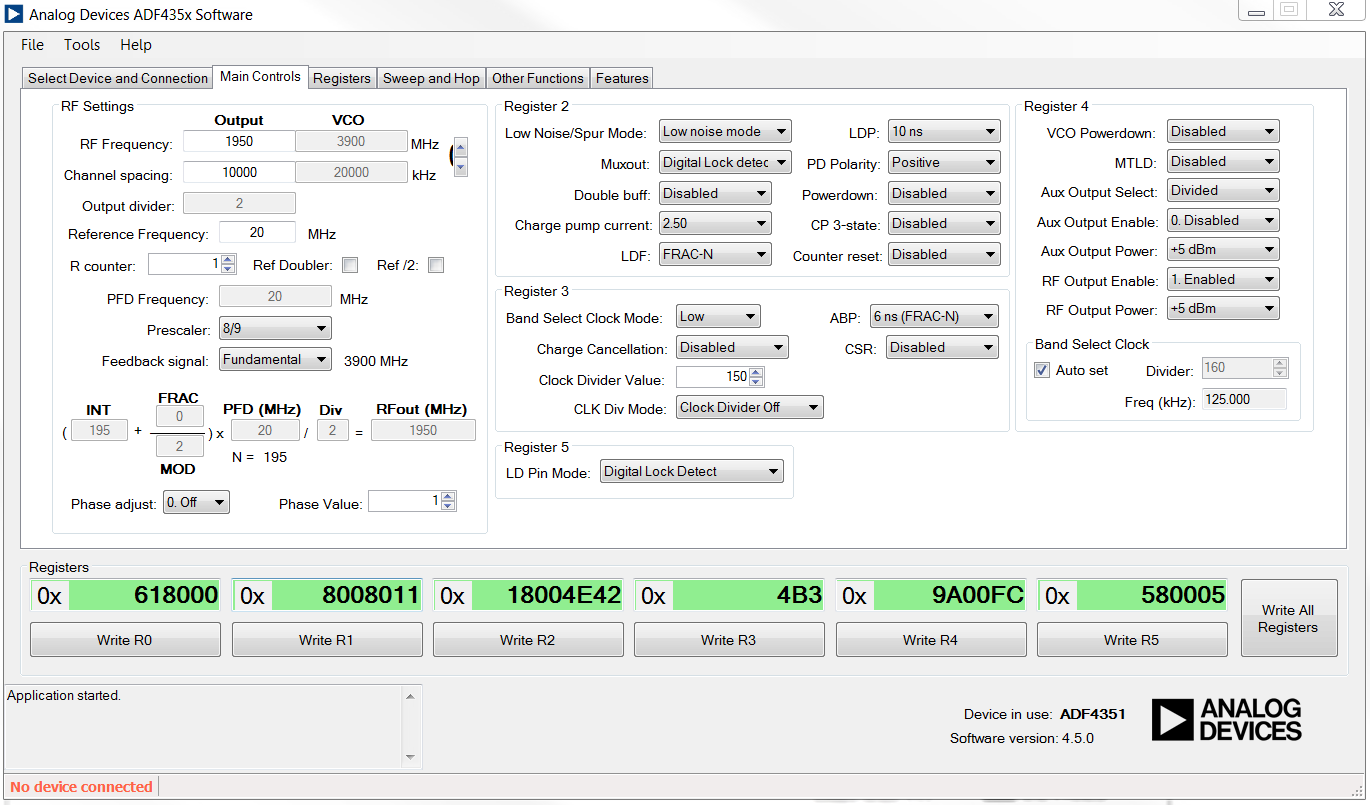 Analog Devices ADF435x Software
File Tools Help
Select Device and Connection Main Controls Registers Sweep and Hop Other Functions Features
RF Settings
Output VCO
RF Frequency: 1950 3900 MHz
Channel spacing: 10000 20000 kHz
Output divider: 2
Reference Frequency: 20 MHz
R counter: 1 Ref Doubler: Ref /2:
PFD Frequency: 20 MHz
Prescaler: 8/9
Feedback signal: Fundamental 3900 MHz
INT FRAC PFD (MHz) Div RFout (MHz)
( 195 + 0 / 2 ) x 20 / 2 = 1950
MOD
N = 195
Phase adjust: 0. Off Phase Value: 1
Register 2
Low Noise/Spur Mode: Low noise mode LDP: 10 ns
Muxout: Digital Lock detec PD Polarity: Positive
Double buff: Disabled Powerdown: Disabled
Charge pump current: 2.50 CP 3-state: Disabled
LDF: FRAC-N Counter reset: Disabled
Register 3
Band Select Clock Mode: Low ABP: 6 ns (FRAC-N)
Charge Cancellation: Disabled CSR: Disabled
Clock Divider Value: 150
CLK Div Mode: Clock Divider Off
Register 5
LD Pin Mode: Digital Lock Detect
Register 4
VCO Powerdown: Disabled
MTLD: Disabled
Aux Output Select: Divided
Aux Output Enable: 0. Disabled
Aux Output Power: +5 dBm
RF Output Enable: 1. Enabled
RF Output Power: +5 dBm
Band Select Clock
Auto set Divider: 160
Freq (kHz): 125.000
Registers
0x 618000 0x 8008011 0x 18004E42 0x 4B3 0x 9A00FC 0x 580005
Write R0 Write R1 Write R2 Write R3 Write R4 Write R5 Write All Registers
Application started.
Device in use: ADF4351
Software version: 4.5.0
ANALOG
DEVICES
No device connected